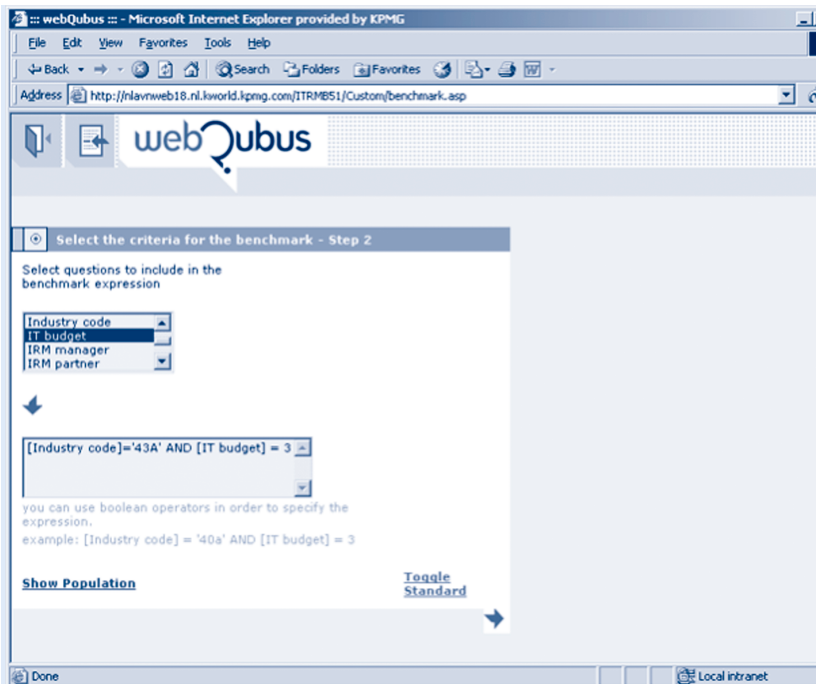 ::: webQubus ::: - Microsoft Internet Explorer provided by KPMG
File Edit View Favorites Tools Help
Back Search Folders Favorites
Address http://nlavnweb18.nl.kworld.kpmg.com/ITRMB51/Custom/benchmark.asp
webQubus
Select the criteria for the benchmark - Step 2
Select questions to include in the
benchmark expression
Industry code
IT budget
IRM manager
IRM partner
[Industry code]='43A' AND [IT budget] = 3
you can use boolean operators in order to specify the
expression.
example: [Industry code] = '40a' AND [IT budget] = 3
Show Population
Toggle
Standard
Done
Local intranet